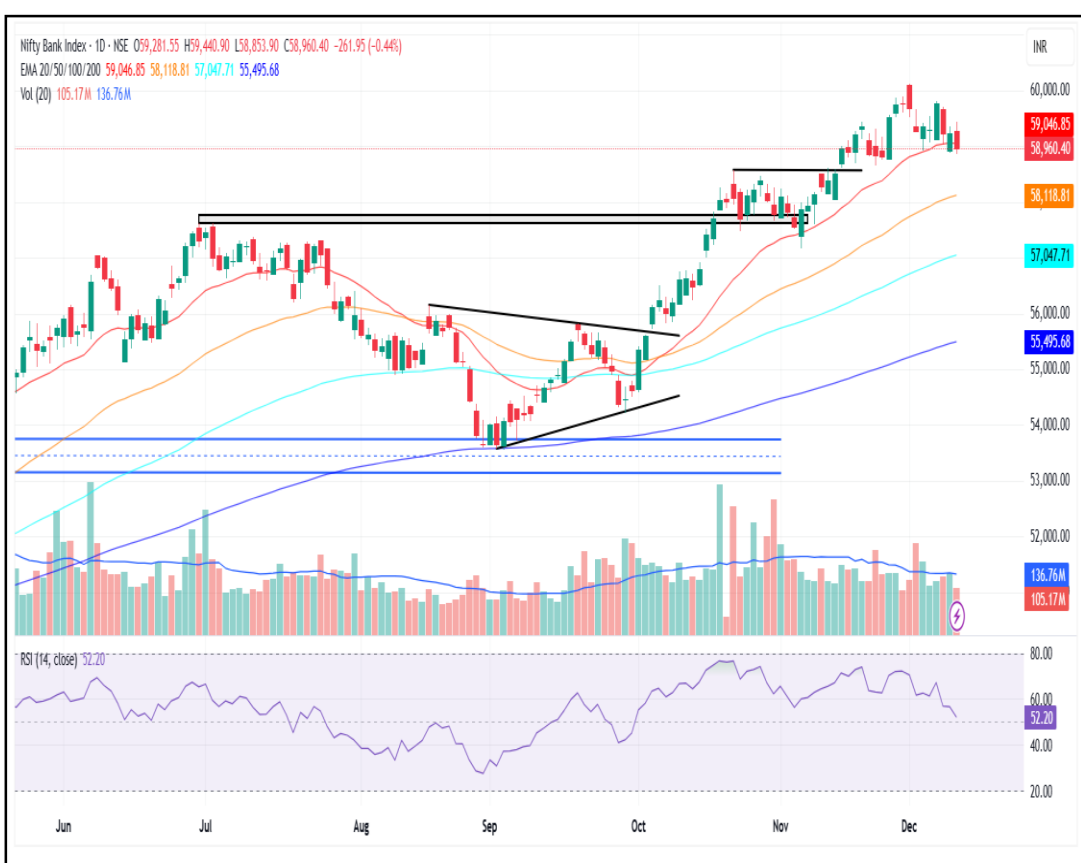 Nifty Bank Index · 1D · NSE O59,281.55 H59,440.90 L58,853.90 C58,960.40 -261.95 (-0.44%)
EMA 20/50/100/200 59,046.85 58,118.81 57,047.71 55,495.68
Vol (20) 105.17M 136.76M
INR
60,000.00
59,046.85
58,960.40
58,118.81
57,047.71
56,000.00
55,495.68
55,000.00
54,000.00
53,000.00
52,000.00
136.76M
105.17M
RSI (14, close) 52.20
80.00
60.00
52.20
40.00
20.00
Jun Jul Aug Sep Oct Nov Dec